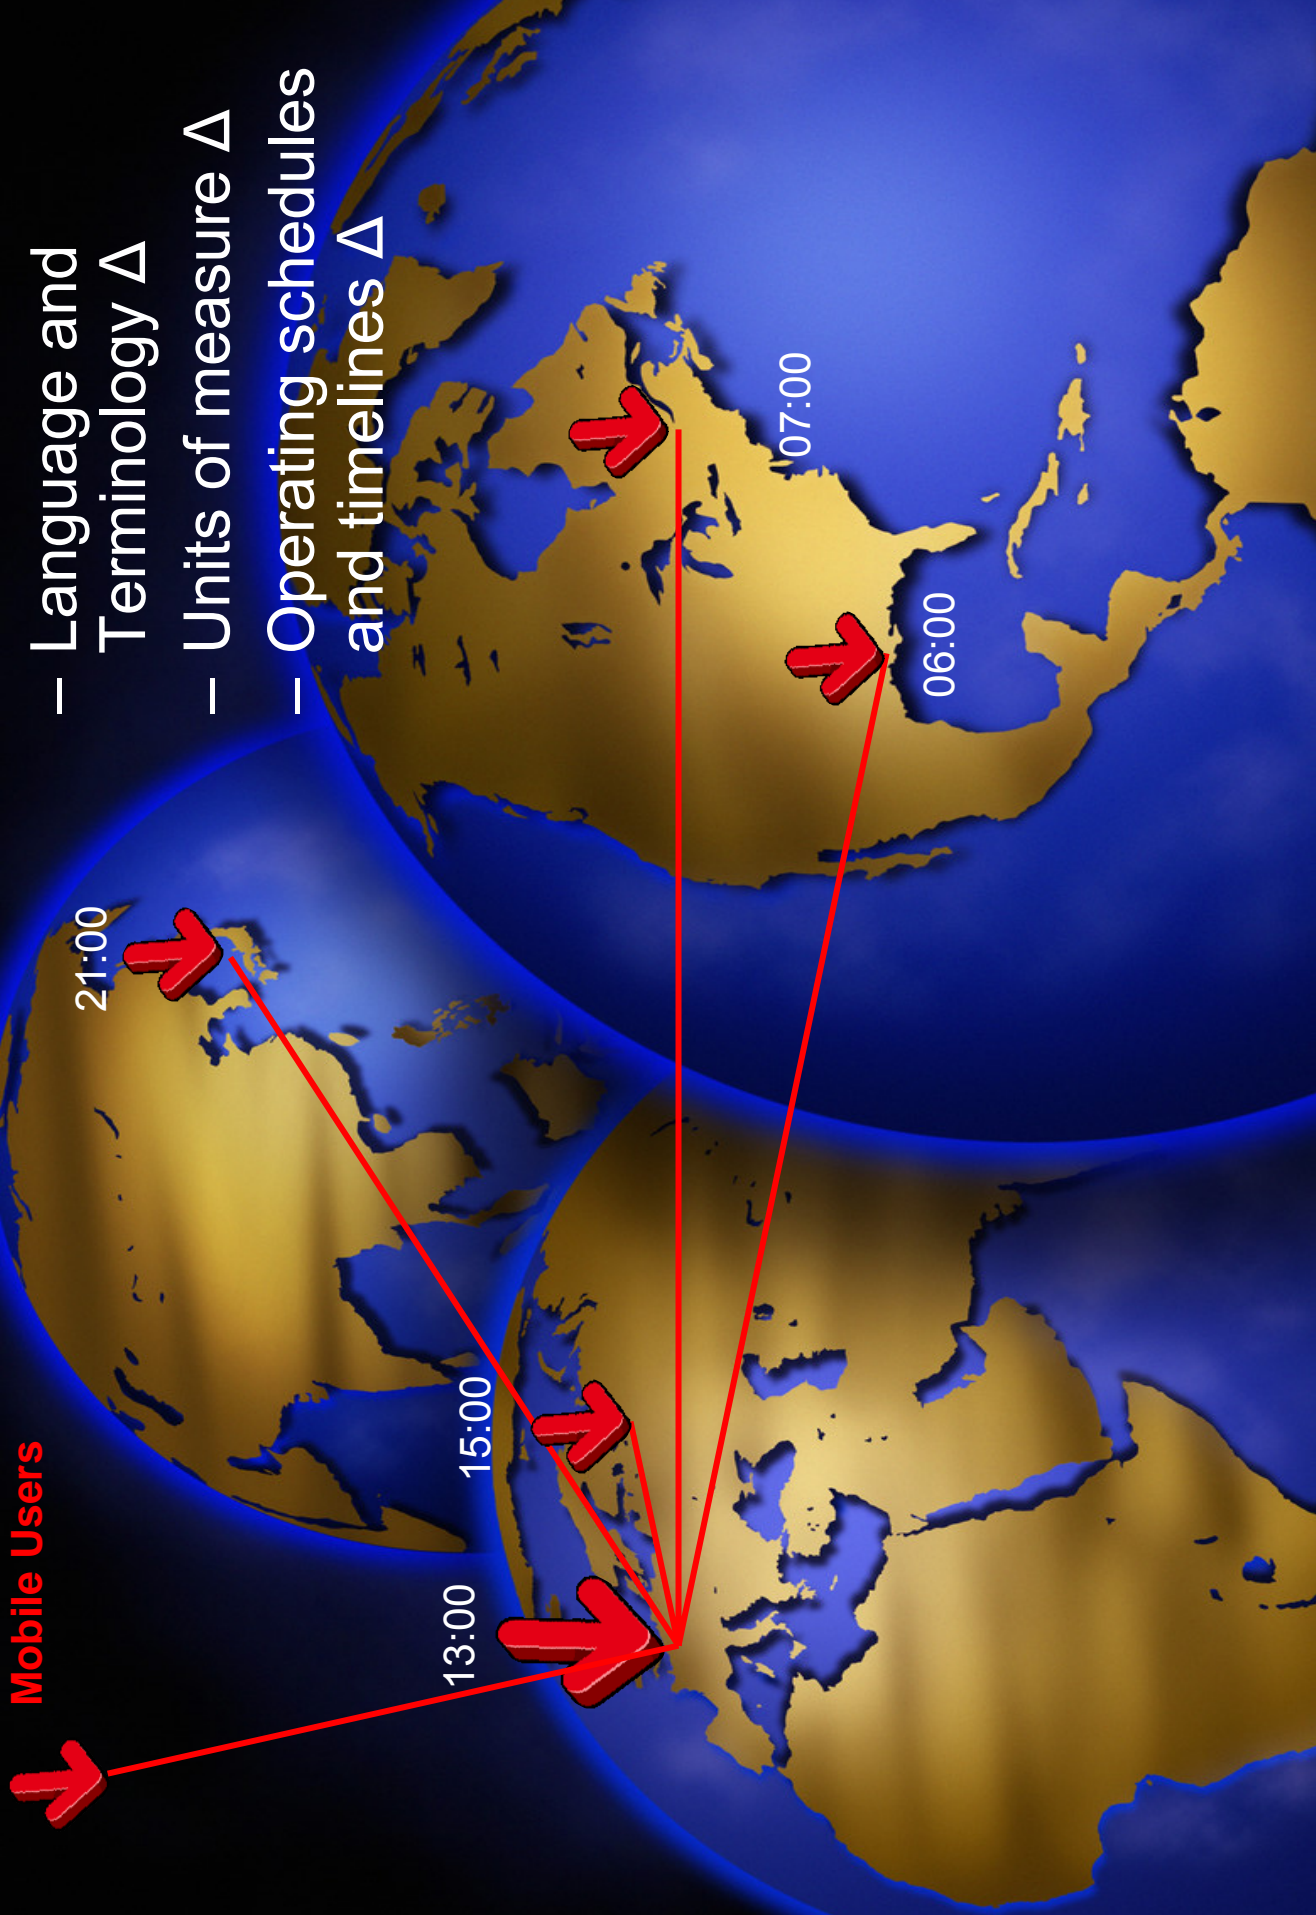 – Language and
Terminology Δ
– Units of measure Δ
– Operating schedules
and timelines Δ
Mobile Users
21:00
15:00
13:00
07:00
06:00